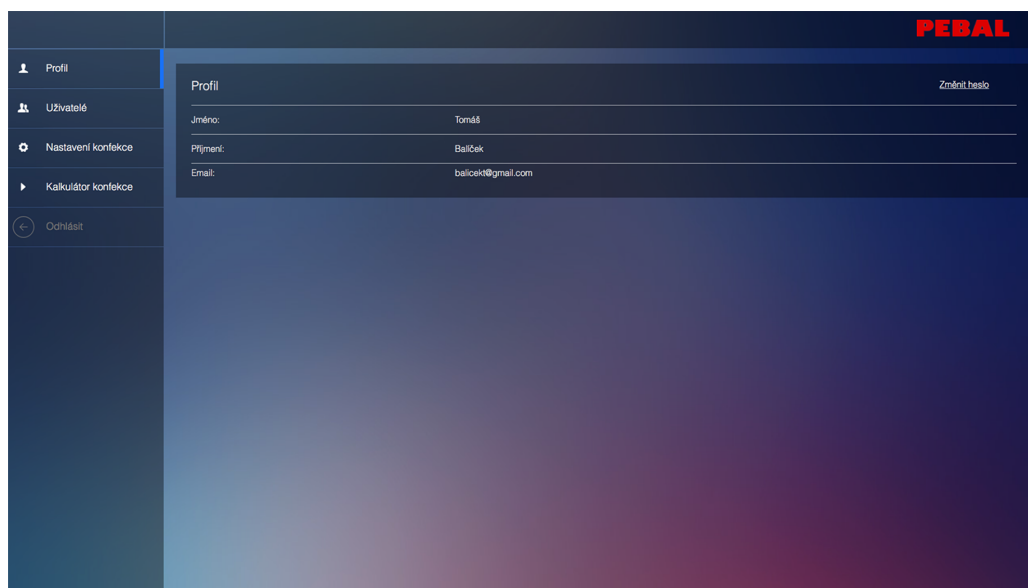 PEBAL
Profil
Uživatelé
Nastavení konfekce
Kalkulátor konfekce
Odhlásit
Profil Změnit heslo
Jméno: Tomáš
Příjmení: Balíček
Email: balicekt@gmail.com